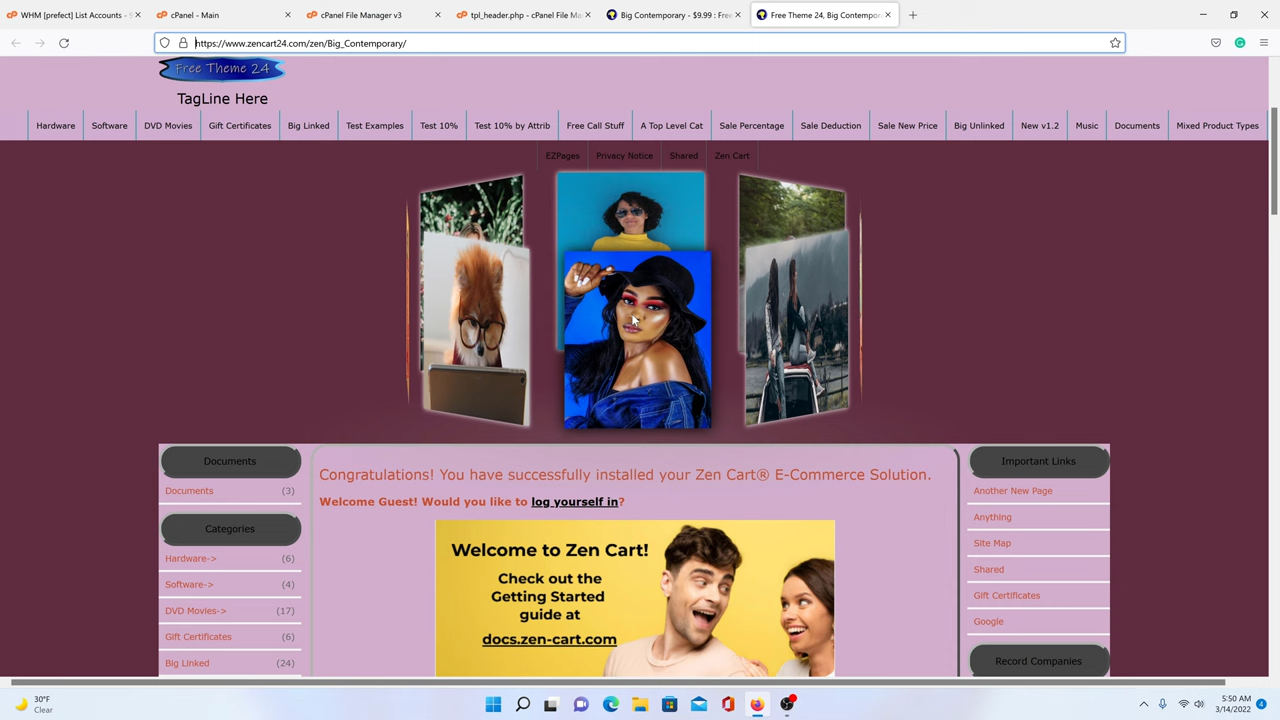 WHM [prefect] List Accounts - 
cPanel - Main
cPanel File Manager v3
tpl_header.php - cPanel File Ma
Big Contemporary - $9.99 : Free
Free Theme 24, Big Contempora
https://www.zencart24.com/zen/Big_Contemporary/
Free Theme 24
TagLine Here
Hardware Software DVD Movies Gift Certificates Big Linked Test Examples Test 10% Test 10% by Attrib Free Call Stuff A Top Level Cat Sale Percentage Sale Deduction Sale New Price Big Unlinked New v1.2 Music Documents Mixed Product Types
EZPages Privacy Notice Shared Zen Cart
Documents
Documents (3)
Categories
Hardware-> (6)
Software-> (4)
DVD Movies-> (17)
Gift Certificates (6)
Big Linked (24)
Congratulations! You have successfully installed your Zen Cart® E-Commerce Solution.
Welcome Guest! Would you like to log yourself in?
Welcome to Zen Cart!
Check out the
Getting Started
guide at
docs.zen-cart.com
Important Links
Another New Page
Anything
Site Map
Shared
Gift Certificates
Google
Record Companies
30°F
Clear
5:50 AM
3/14/2022
4